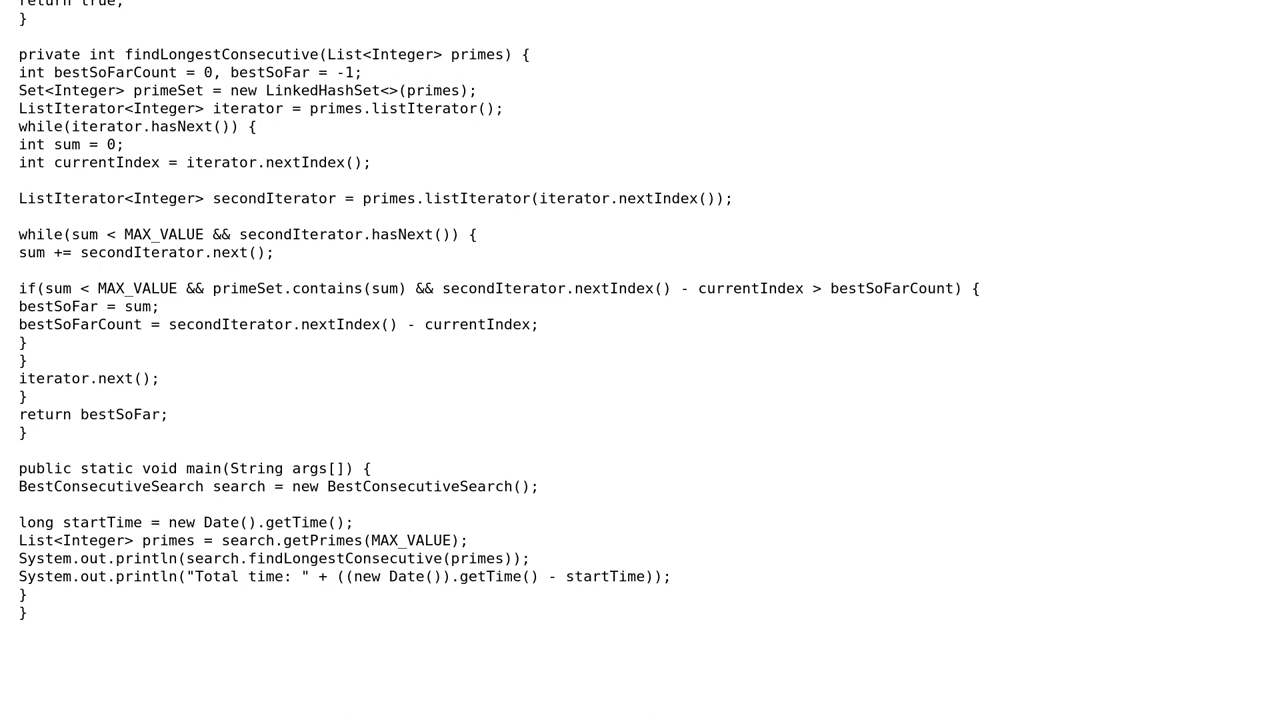 return true;
}
private int findLongestConsecutive(List<Integer> primes) {
int bestSoFarCount = 0, bestSoFar = -1;
Set<Integer> primeSet = new LinkedHashSet<>(primes);
ListIterator<Integer> iterator = primes.listIterator();
while(iterator.hasNext()) {
int sum = 0;
int currentIndex = iterator.nextIndex();
ListIterator<Integer> secondIterator = primes.listIterator(iterator.nextIndex());
while(sum < MAX_VALUE && secondIterator.hasNext()) {
sum += secondIterator.next();
if(sum < MAX_VALUE && primeSet.contains(sum) && secondIterator.nextIndex() - currentIndex > bestSoFarCount) {
bestSoFar = sum;
bestSoFarCount = secondIterator.nextIndex() - currentIndex;
}
}
iterator.next();
}
return bestSoFar;
}
public static void main(String args[]) {
BestConsecutiveSearch search = new BestConsecutiveSearch();
long startTime = new Date().getTime();
List<Integer> primes = search.getPrimes(MAX_VALUE);
System.out.println(search.findLongestConsecutive(primes));
System.out.println("Total time: " + ((new Date()).getTime() - startTime));
}
}